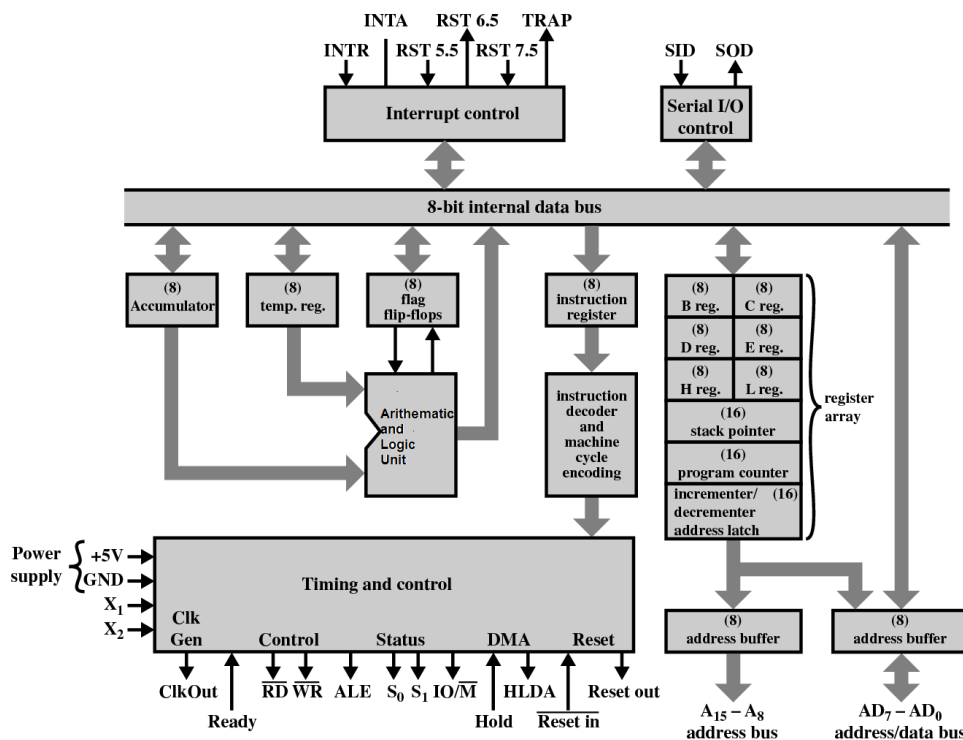 INTA RST 6.5 TRAP
INTR RST 5.5 RST 7.5 SID SOD
Interrupt control
Serial I/O
control
8-bit internal data bus
(8)
Accumulator
(8)
temp. reg.
(8)
flag
flip-flops
(8)
instruction
register
(8)
B reg.
(8)
C reg.
(8)
D reg.
(8)
E reg.
(8)
H reg.
(8)
L reg.
(16)
stack pointer
(16)
program counter
incrementer/ (16)
decrementer
address latch
register
array
Arithematic
and
Logic
Unit
instruction
decoder
and
machine
cycle
encoding
Power
supply
+5V
GND
X₁
X₂
Timing and control
Clk
Gen Control Status DMA Reset
ClkOut R̅D̅ W̅R̅ ALE S₀ S₁ IO/M̅ HLDA Reset out
Ready Hold R̅e̅s̅e̅t̅ i̅n̅
(8)
address buffer
(8)
address buffer
A₁₅ – A₈
address bus
AD₇ – AD₀
address/data bus